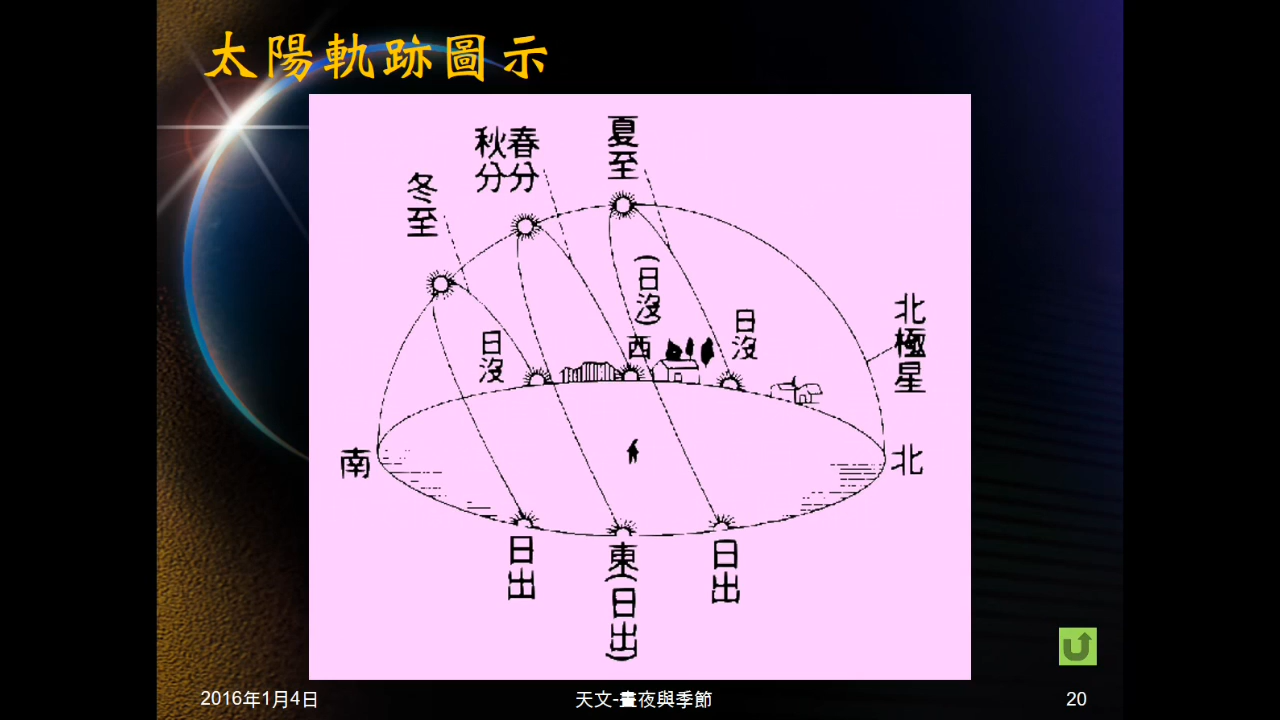 太陽軌跡圖示
夏至
春分
秋分
冬至
(日沒)
西
日沒
日沒
北極星
南
北
日出
東(日出)
日出
2016年1月4日
天文-晝夜與季節
20